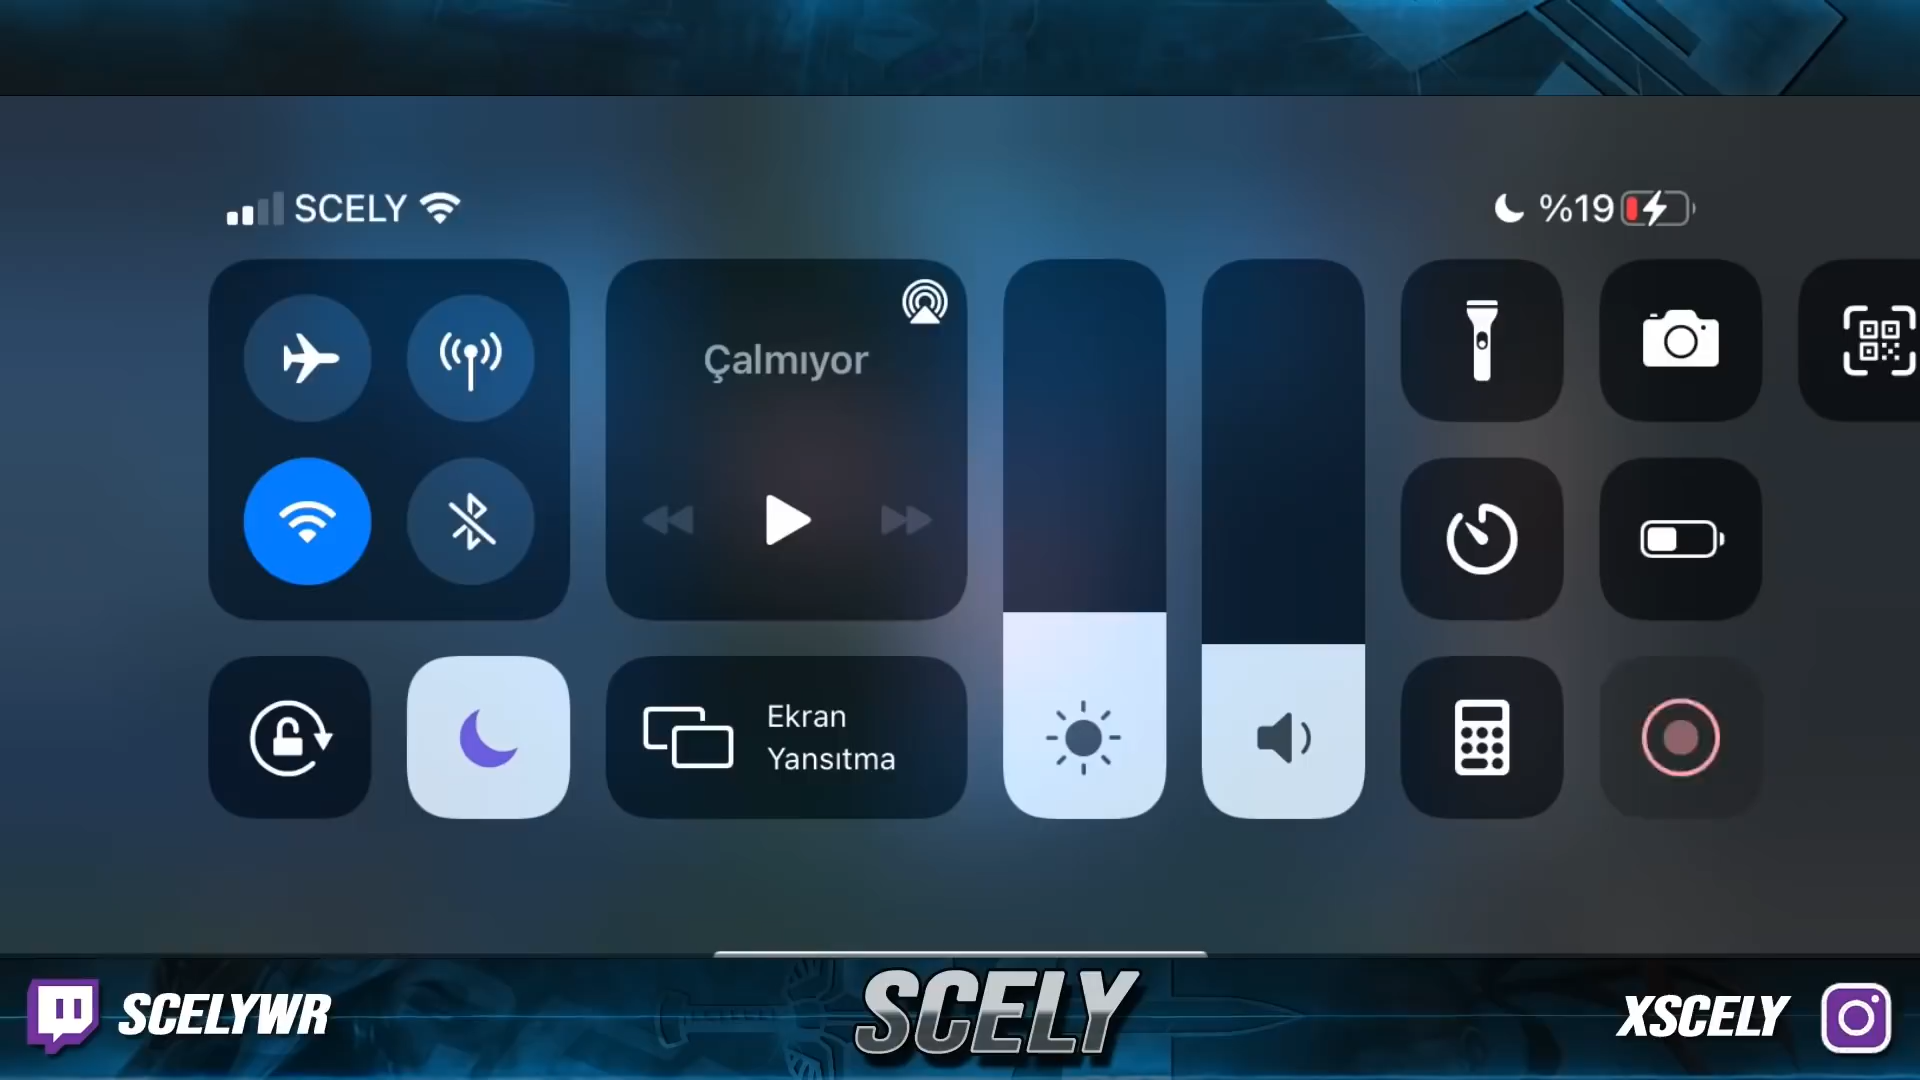 SCELY
%19
Çalmıyor
Ekran
Yansıtma
SCELYWR
SCELY
XSCELY